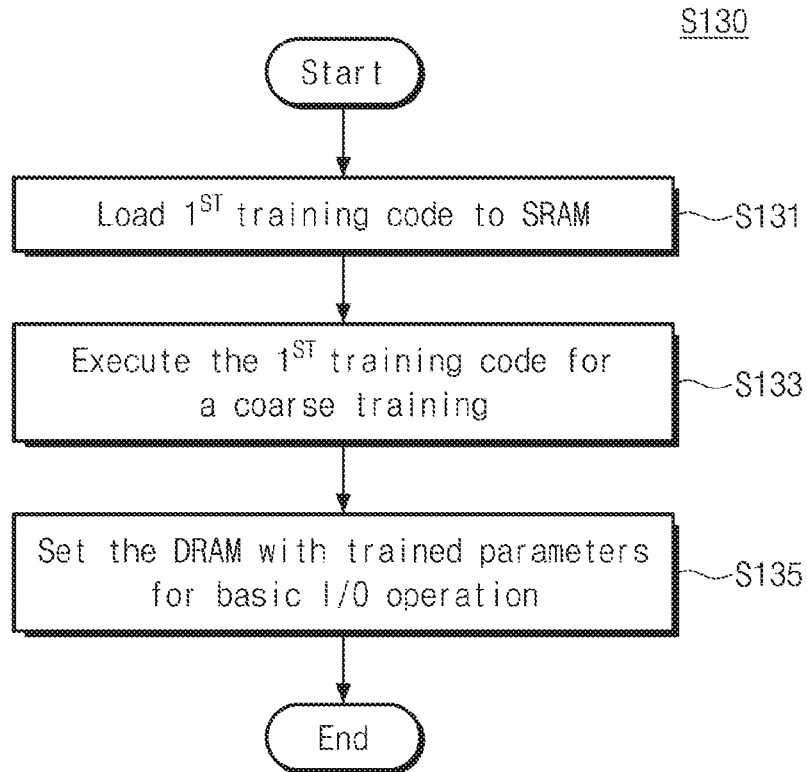 S130
Start
Load 1ST training code to SRAM
S131
Execute the 1ST training code for
a coarse training
S133
Set the DRAM with trained parameters
for basic I/O operation
S135
End